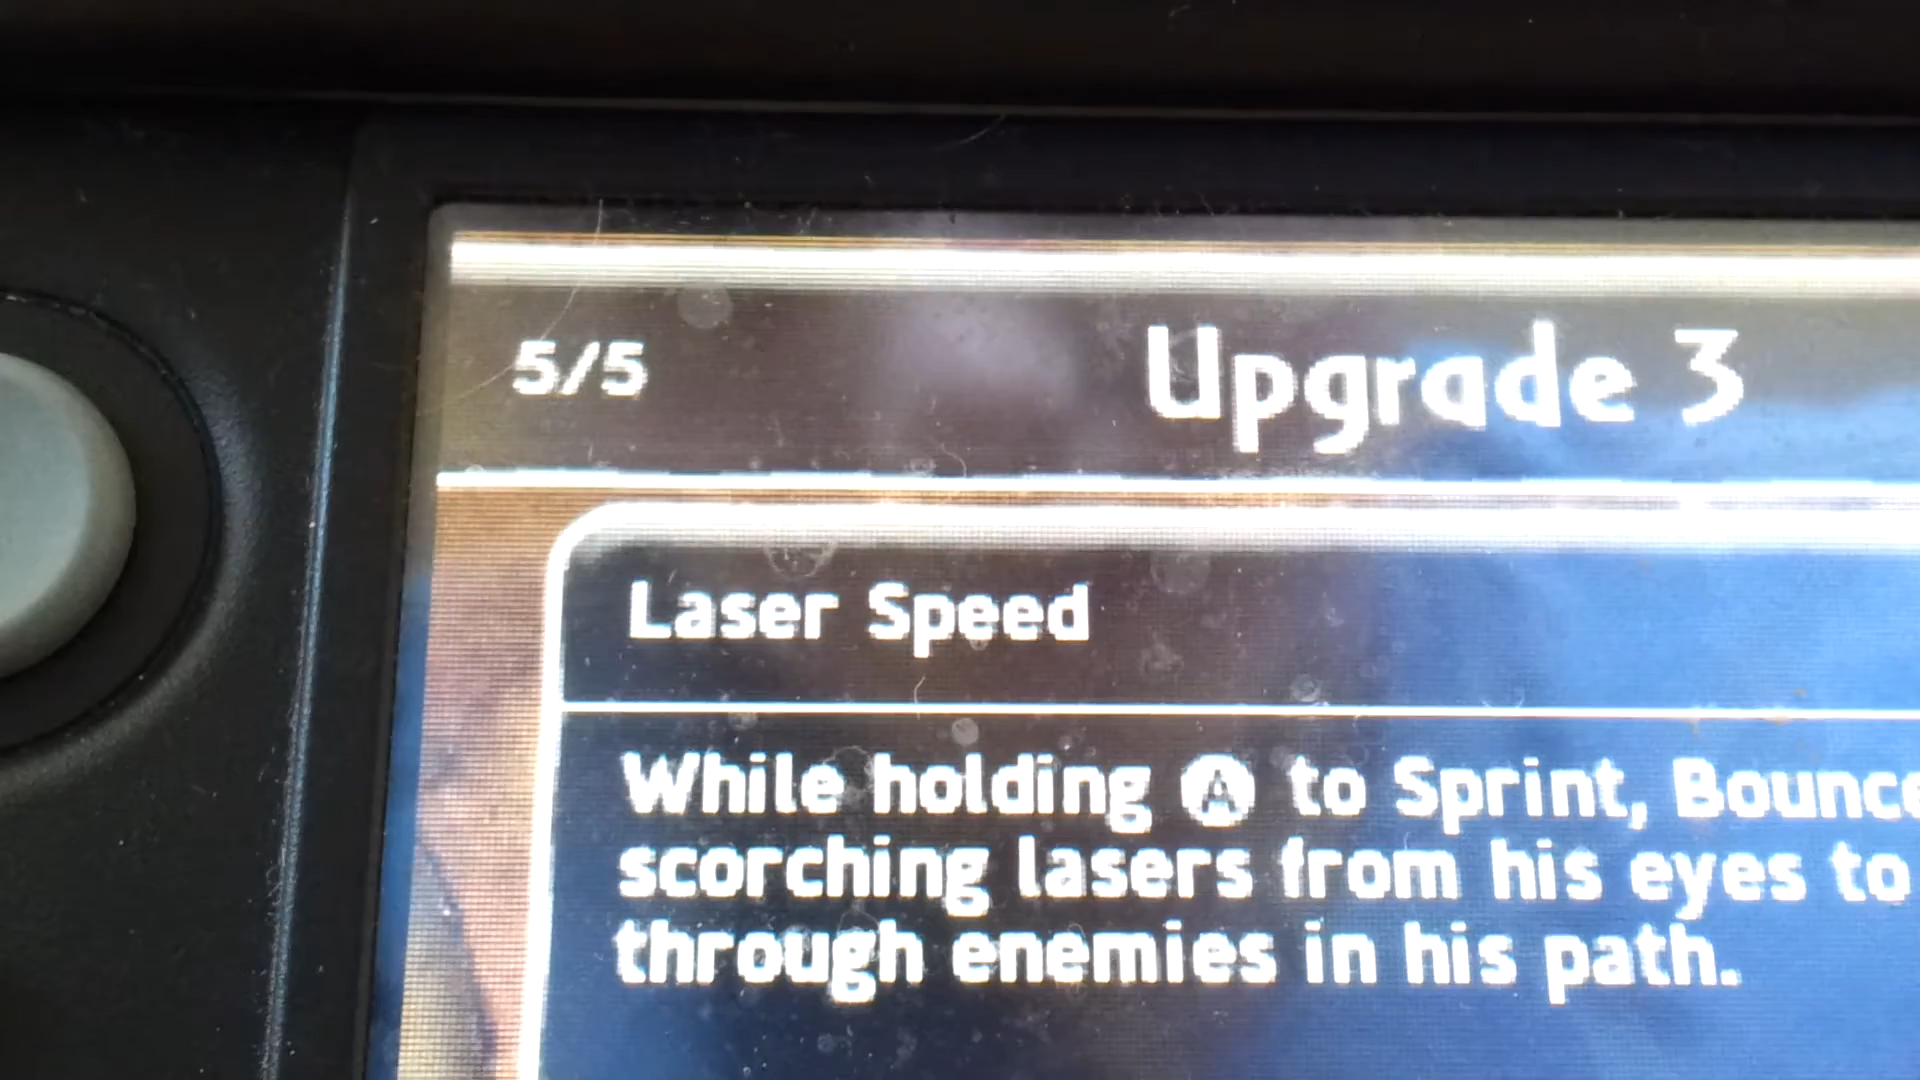 5/5
Upgrade 3
Laser Speed
While holding A to Sprint, Bounce
scorching lasers from his eyes to
through enemies in his path.